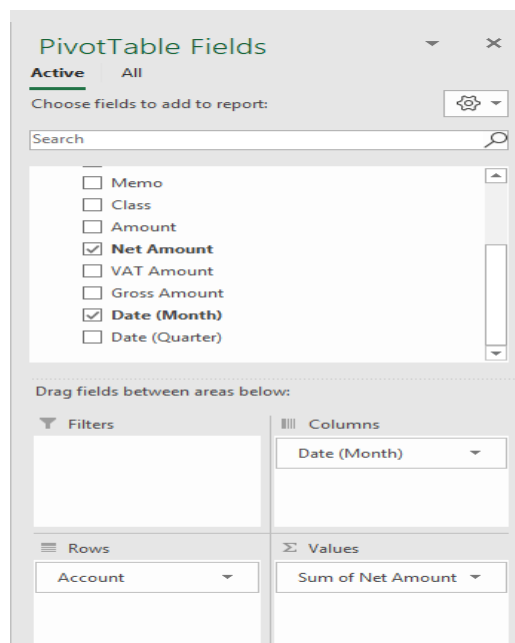 PivotTable Fields
Active All
Choose fields to add to report:
Search
Memo
Class
Amount
Net Amount
VAT Amount
Gross Amount
Date (Month)
Date (Quarter)
Drag fields between areas below:
Filters
Columns
Date (Month)
Rows
Σ Values
Account
Sum of Net Amount